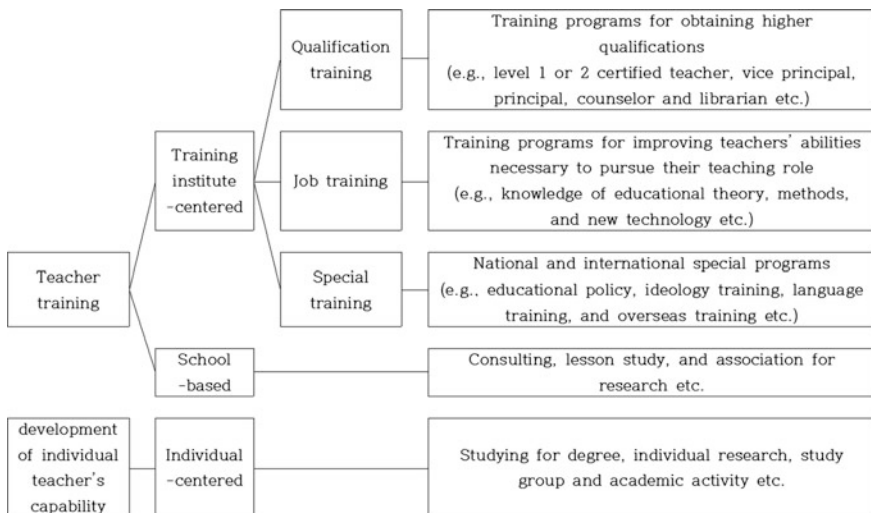 Qualification
training
Training programs for obtaining higher
qualifications
(e.g., level 1 or 2 certified teacher, vice principal,
principal, counselor and librarian etc.)
Training
institute
-centered
Job training
Training programs for improving teachers' abilities
necessary to pursue their teaching role
(e.g., knowledge of educational theory, methods,
and new technology etc.)
Teacher
training
Special
training
National and international special programs
(e.g., educational policy, ideology training, language
training, and overseas training etc.)
School
-based
Consulting, lesson study, and association for
research etc.
development
of individual
teacher's
capability
Individual
-centered
Studying for degree, individual research, study
group and academic activity etc.